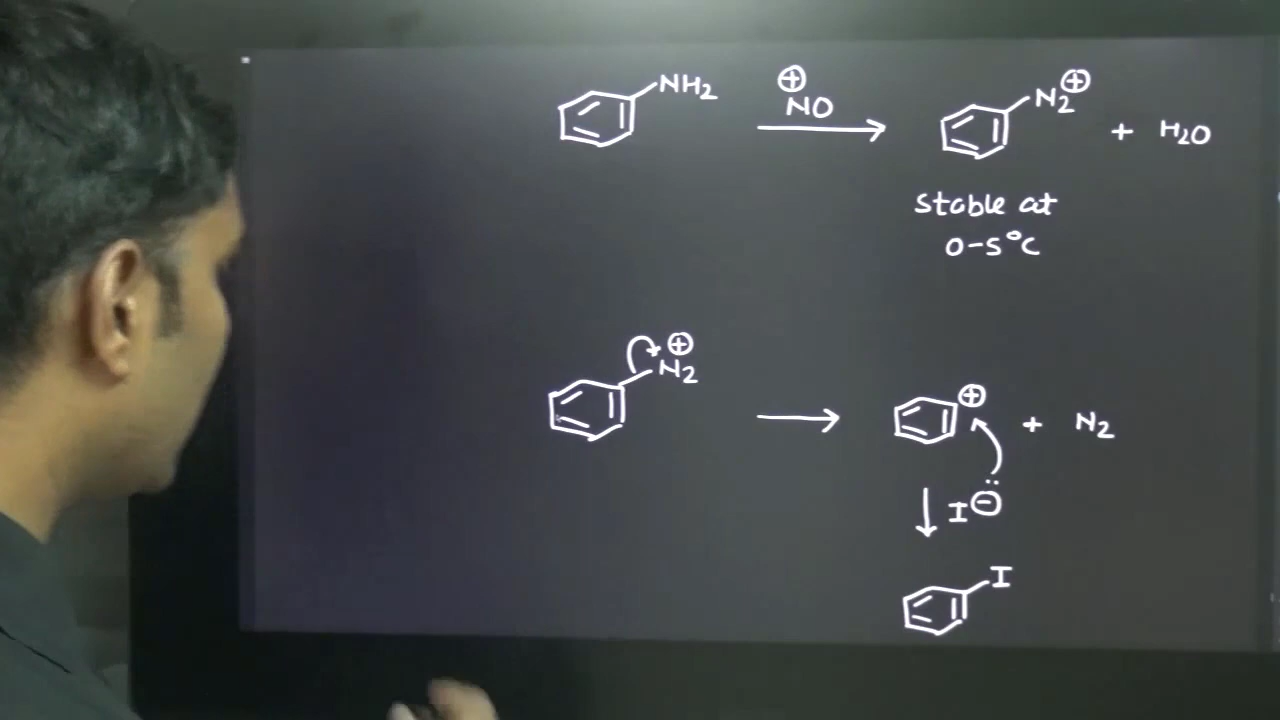 NH2 ⊕NO → N2⊕ + H2O
Stable at
0-5°C
N2⊕ → ⊕ + N2
↓ I⊖
I